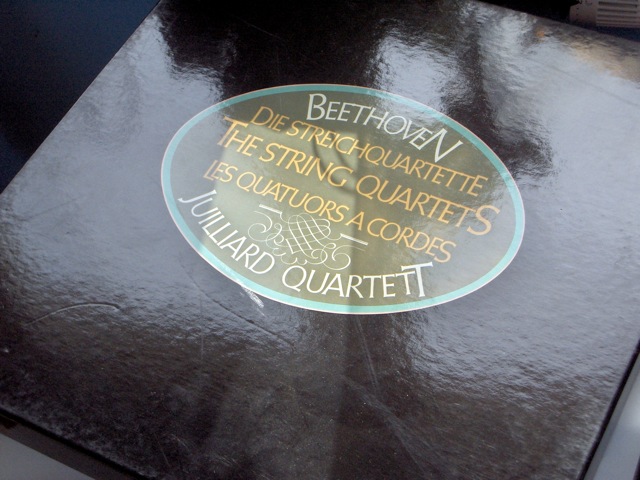 BEETHOVEN
DIE STREICHQUARTETTE
THE STRING QUARTETS
LES QUATUORS A CORDES
JUILLIARD QUARTETT